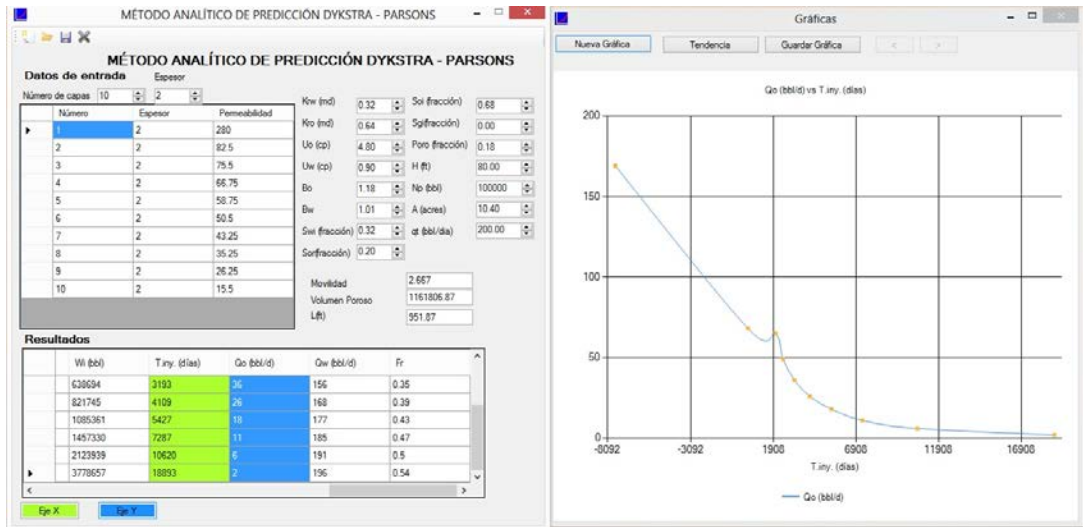 MÉTODO ANALÍTICO DE PREDICCIÓN DYKSTRA - PARSONS
MÉTODO ANALÍTICO DE PREDICCIÓN DYKSTRA - PARSONS
Datos de entrada Espesor
Número de capas 10 2
Número Espesor Permeabilidad
1 2 280
2 2 82.5
3 2 75.5
4 2 66.75
5 2 58.75
6 2 50.5
7 2 43.25
8 2 35.25
9 2 26.25
10 2 15.5
Krw (md) 0.32 Soi (fracción) 0.68
Kro (md) 0.64 Sgi(fracción) 0.00
Uo (cp) 4.80 Poro (fracción) 0.18
Uw (cp) 0.90 H (ft) 80.00
Bo 1.18 Np (bbl) 100000
Bw 1.01 A (acres) 10.40
Swi (fracción) 0.32 qt (bbl/dia) 200.00
Sor(fracción) 0.20
Movilidad 2.667
Volumen Poroso 1161806.87
L(ft) 951.87
Resultados
Wi (bbl) T.iny. (días) Qo (bbl/d) Qw (bbl/d) Fr
638694 3193 36 156 0.35
821745 4109 26 168 0.39
1085361 5427 18 177 0.43
1457330 7287 11 185 0.47
2123939 10620 6 191 0.5
3778657 18893 2 196 0.54
Eje X Eje Y
Gráficas
Nueva Gráfica Tendencia Guardar Gráfica < >
Qo (bbl/d) vs T.iny. (días)
200
150
100
50
0
-8092 -3092 1900 6900 11900 16900
T.iny. (días)
Qo (bbl/d)